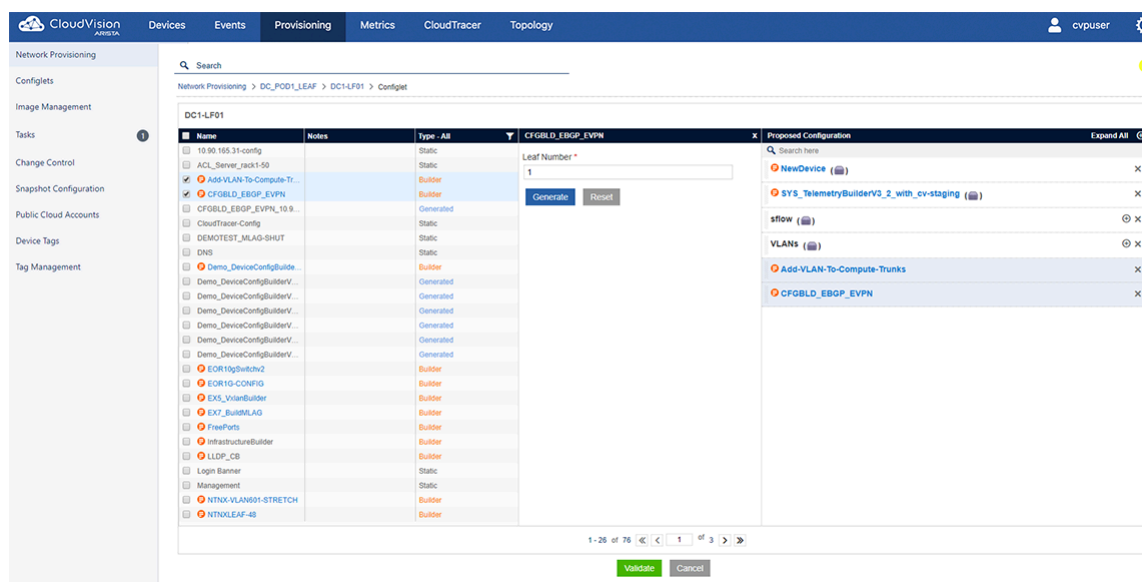 CloudVision
ARISTA
Devices
Events
Provisioning
Metrics
CloudTracer
Topology
cvpuser
Network Provisioning
Configlets
Image Management
Tasks 1
Change Control
Snapshot Configuration
Public Cloud Accounts
Device Tags
Tag Management
Search
Network Provisioning > DC_POD1_LEAF > DC1-LF01 > Configlet
DC1-LF01
Name Notes Type - All
10.90.165.31-config Static
ACL_Server_rack1-50 Static
Add-VLAN-To-Compute-Tr... Builder
CFGBLD_EBGP_EVPN Builder
CFGBLD_EBGP_EVPN_10.9... Generated
CloudTracer-Config Static
DEMOTEST_MLAG-SHUT Static
DNS Static
Demo_DeviceConfigBuilde... Builder
Demo_DeviceConfigBuilderV... Generated
Demo_DeviceConfigBuilderV... Generated
Demo_DeviceConfigBuilderV... Generated
Demo_DeviceConfigBuilderV... Generated
Demo_DeviceConfigBuilderV... Generated
Demo_DeviceConfigBuilderV... Generated
EOR10gSwitchv2 Builder
EOR1G-CONFIG Builder
EX5_VxlanBuilder Builder
EX7_BuildMLAG Builder
FreePorts Builder
InfrastructureBuilder Builder
LLDP_CB Builder
Login Banner Static
Management Static
NTNX-VLAN601-STRETCH Builder
NTNXLEAF-48 Builder
CFGBLD_EBGP_EVPN x
Leaf Number *
1
Generate Reset
Proposed Configuration Expand All
Search here
NewDevice
SYS_TelemetryBuilderV3_2_with_cv-staging
sflow
VLANs
Add-VLAN-To-Compute-Trunks
CFGBLD_EBGP_EVPN
1 - 26 of 76 « < 1 of 3 > »
Validate Cancel